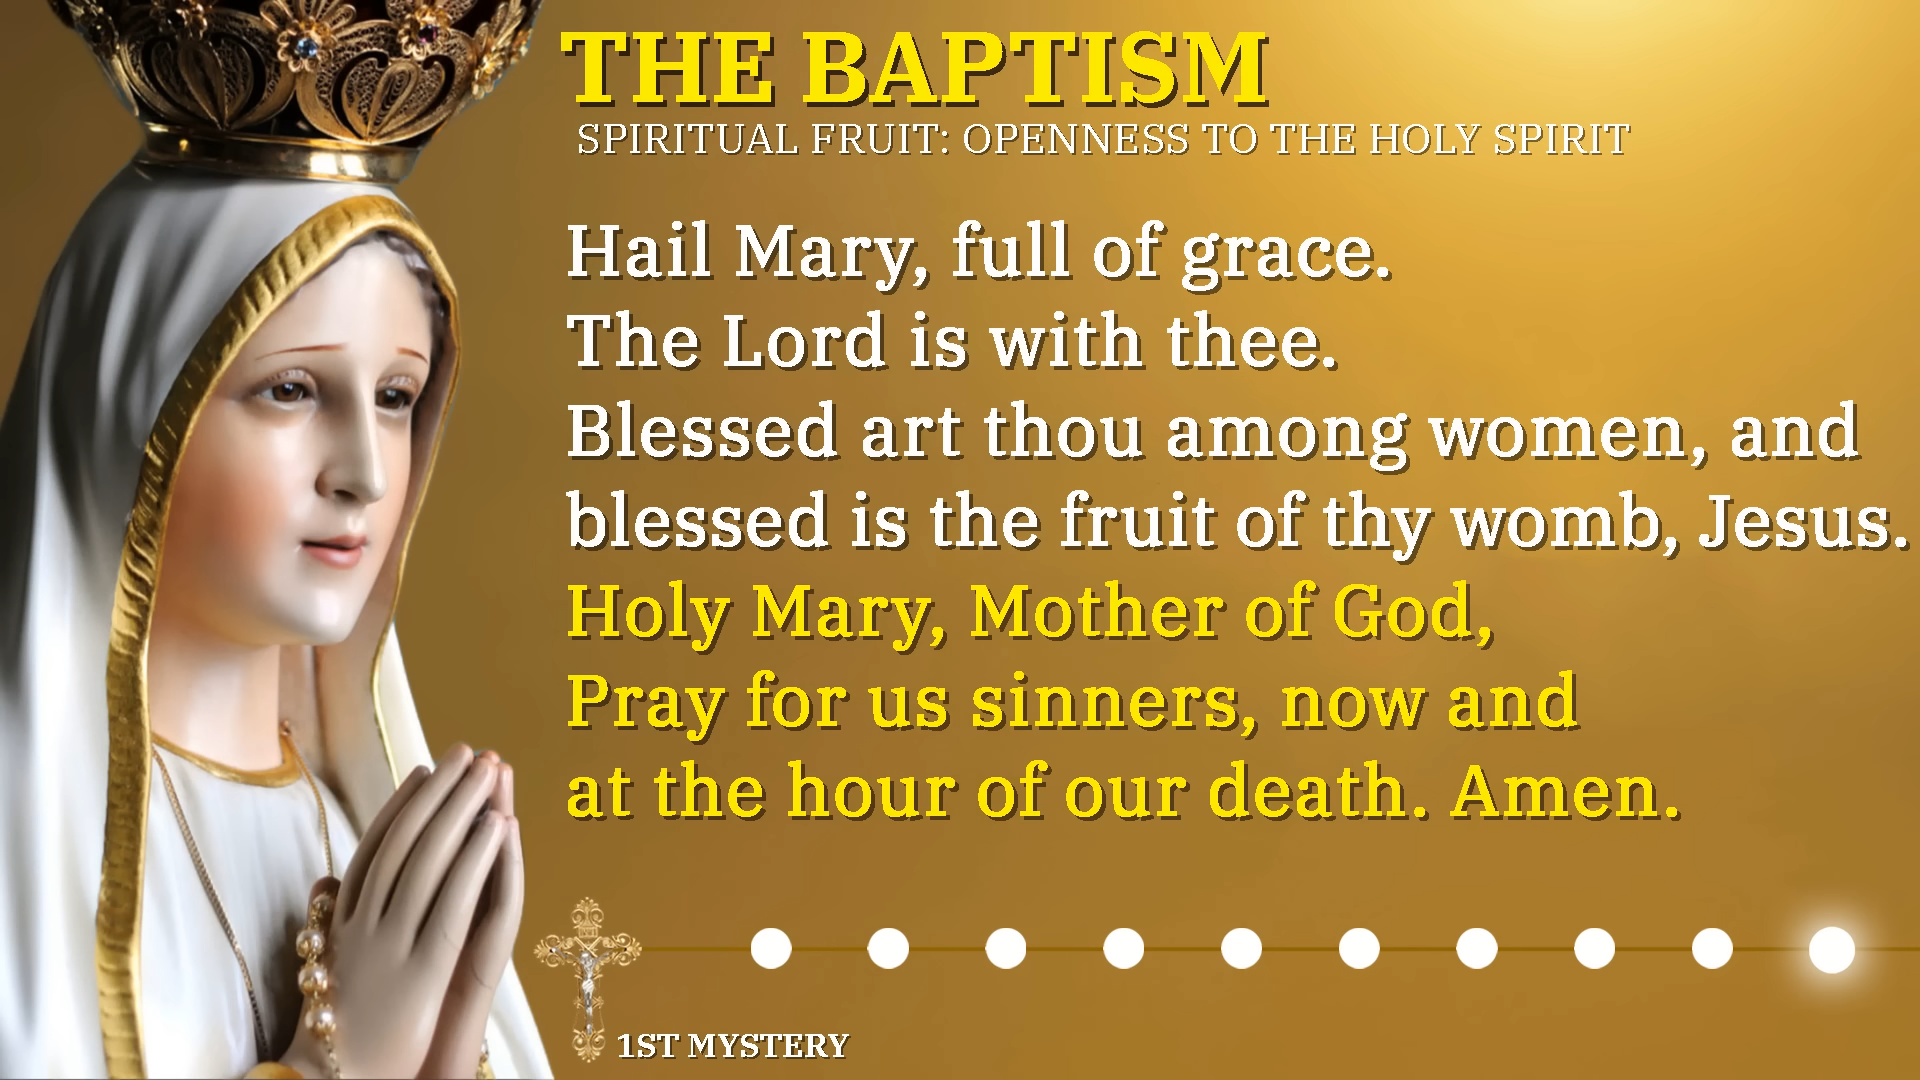 THE BAPTISM
SPIRITUAL FRUIT: OPENNESS TO THE HOLY SPIRIT
Hail Mary, full of grace.
The Lord is with thee.
Blessed art thou among women, and
blessed is the fruit of thy womb, Jesus.
Holy Mary, Mother of God,
Pray for us sinners, now and
at the hour of our death. Amen.
1ST MYSTERY